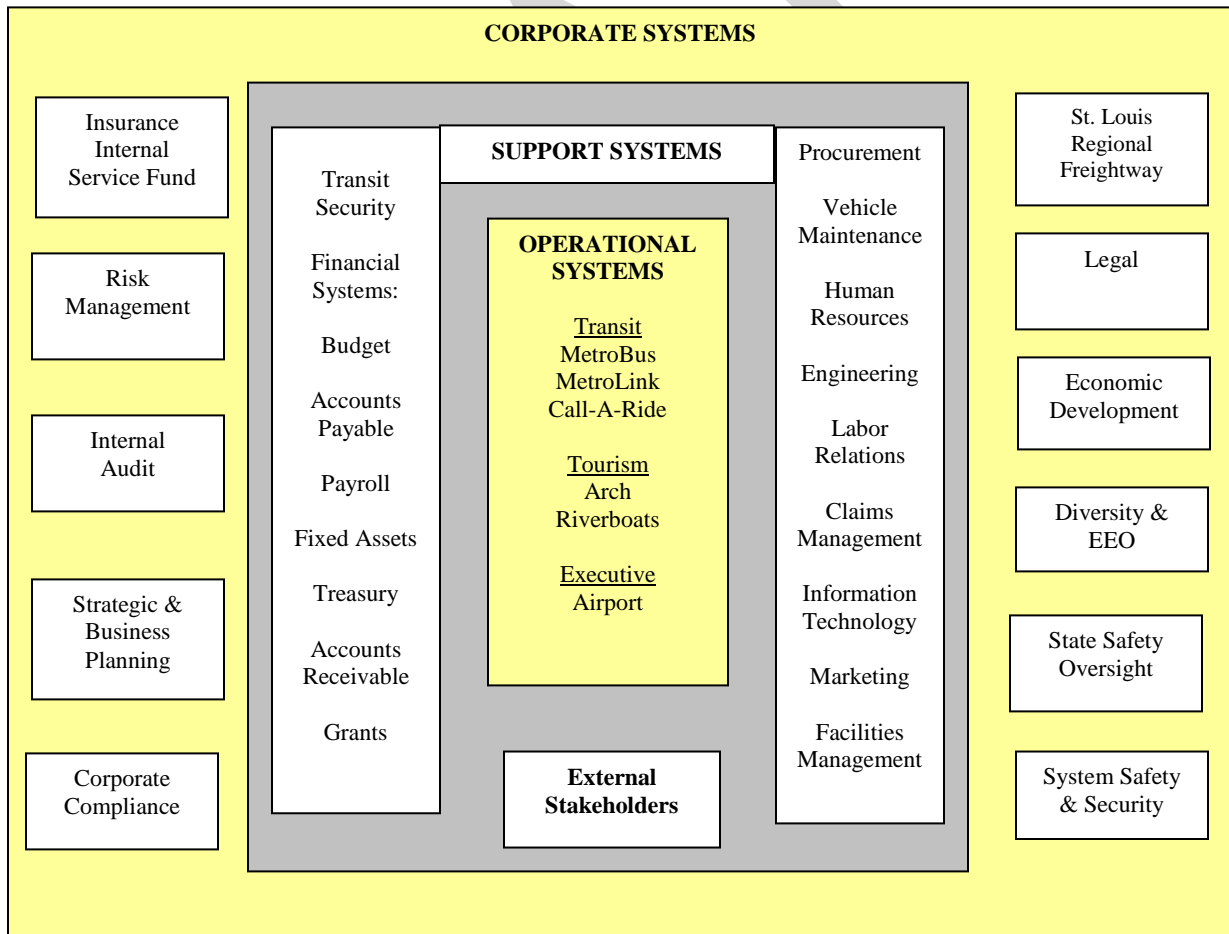 CORPORATE SYSTEMS
Insurance
Internal
Service Fund
Risk
Management
Internal
Audit
Strategic &
Business
Planning
Corporate
Compliance
Transit
Security
Financial
Systems:
Budget
Accounts
Payable
Payroll
Fixed Assets
Treasury
Accounts
Receivable
Grants
SUPPORT SYSTEMS
OPERATIONAL
SYSTEMS
Transit
MetroBus
MetroLink
Call-A-Ride
Tourism
Arch
Riverboats
Executive
Airport
External
Stakeholders
Procurement
Vehicle
Maintenance
Human
Resources
Engineering
Labor
Relations
Claims
Management
Information
Technology
Marketing
Facilities
Management
St. Louis
Regional
Freightway
Legal
Economic
Development
Diversity &
EEO
State Safety
Oversight
System Safety
& Security